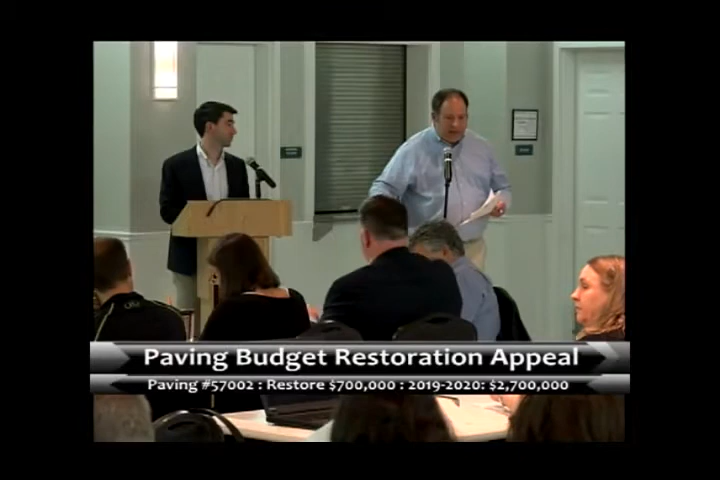 Paving Budget Restoration Appeal
Paving #57002 : Restore $700,000 : 2019-2020: $2,700,000